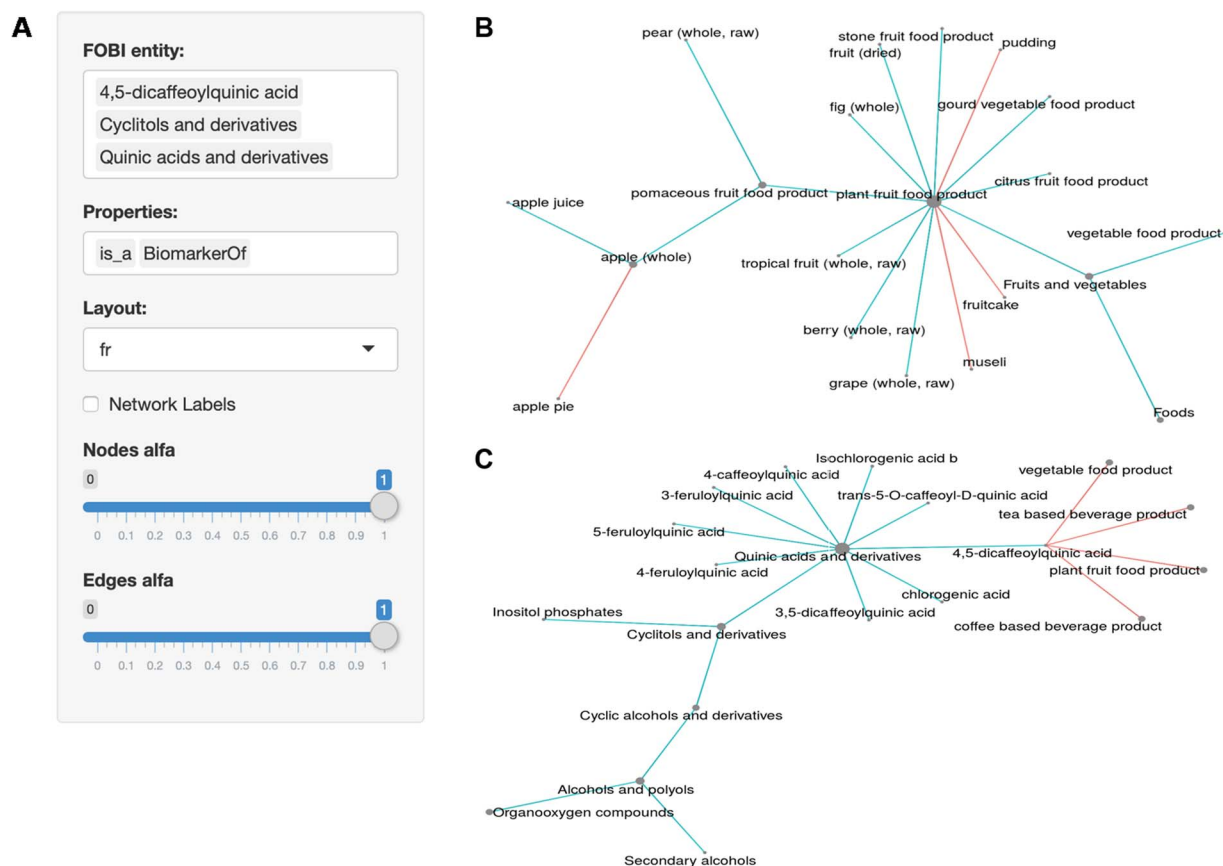 A
FOBI entity:
4,5-dicaffeoylquinic acid
Cyclitols and derivatives
Quinic acids and derivatives
Properties:
is_a BiomarkerOf
Layout:
fr
Network Labels
Nodes alfa
0 1
0 0.1 0.2 0.3 0.4 0.5 0.6 0.7 0.8 0.9 1
Edges alfa
0 1
0 0.1 0.2 0.3 0.4 0.5 0.6 0.7 0.8 0.9 1
B
pear (whole, raw)
stone fruit food product
pudding
fruit (dried)
fig (whole)
gourd vegetable food product
citrus fruit food product
pomaceous fruit food product
plant fruit food product
apple juice
vegetable food product
apple (whole)
tropical fruit (whole, raw)
Fruits and vegetables
fruitcake
berry (whole, raw)
museli
grape (whole, raw)
apple pie
Foods
C
Isochlorogenic acid b
4-caffeoylquinic acid
vegetable food product
3-feruloylquinic acid
trans-5-O-caffeoyl-D-quinic acid
tea based beverage product
5-feruloylquinic acid
Quinic acids and derivatives
4,5-dicaffeoylquinic acid
4-feruloylquinic acid
plant fruit food product
chlorogenic acid
Inositol phosphates
3,5-dicaffeoylquinic acid
coffee based beverage product
Cyclitols and derivatives
Cyclic alcohols and derivatives
Alcohols and polyols
Organooxygen compounds
Secondary alcohols